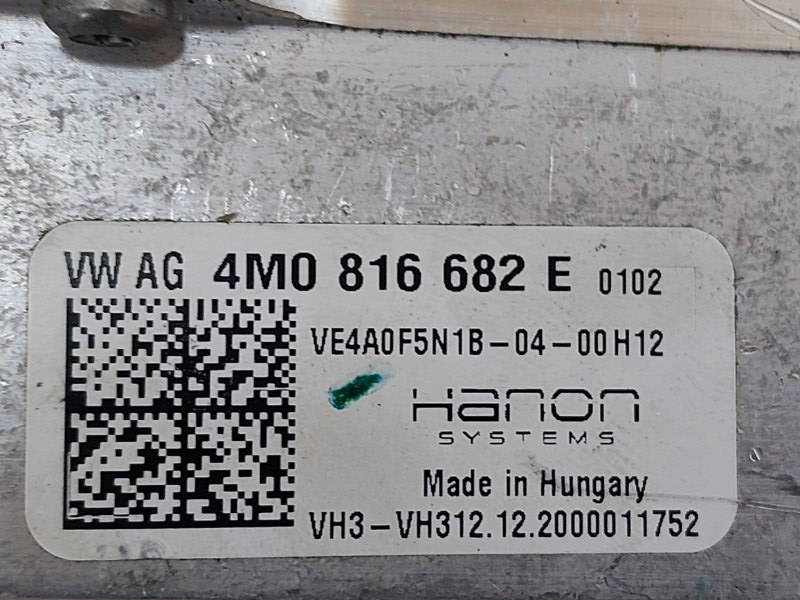 VW AG 4M0 816 682 E 0102
VE4A0F5N1B-04-00H12
Hanon
SYSTEMS
Made in Hungary
VH3-VH312.12.2000011752